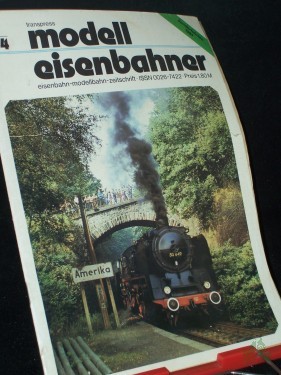 transpress
4
modell
eisenbahner
eisenbahn-modellbahn-zeitschrift · ISSN 0026-7422 · Preis 1,80 M
Amerika